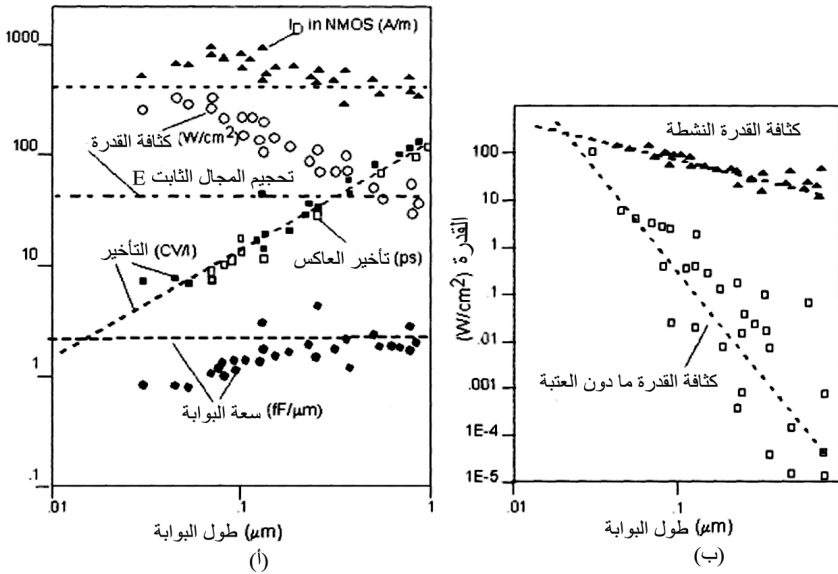 I_D in NMOS (A/m)
1000
كثافة القدرة (W/cm²)
100
تحجيم المجال الثابت E
التأخير (CV/I)
تأخير العاكس (ps)
10
1
سعة البوابة (fF/μm)
.1
.01
0.1
1
طول البوابة (μm)
(أ)
كثافة القدرة النشطة
100
10
1
القدرة (W/cm²)
.1
.01
كثافة القدرة ما دون العتبة
.001
1E-4
1E-5
.01
0.1
طول البوابة (μm)
(ب)